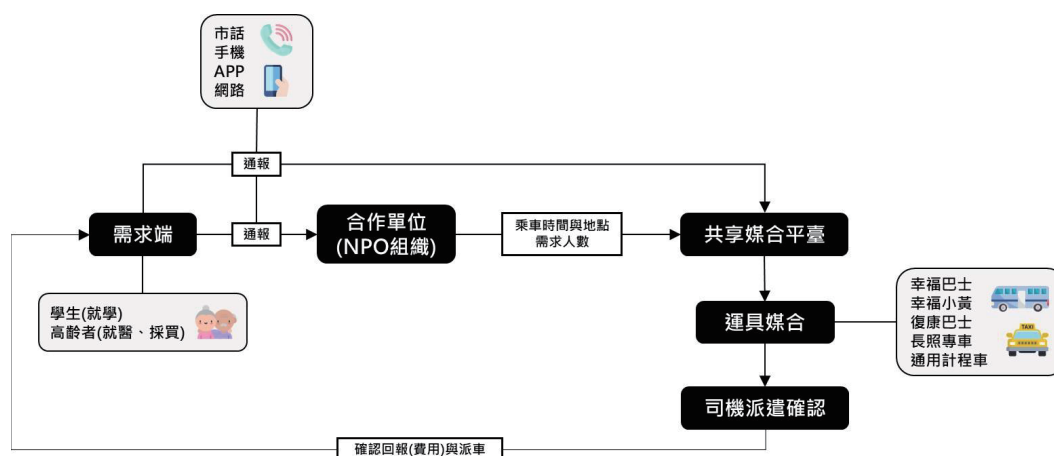 市話
手機
APP
網路
通報
需求端
通報
合作單位
(NPO組織)
乘車時間與地點
需求人數
共享媒合平臺
學生(就學)
高齡者(就醫、採買)
運具媒合
幸福巴士
幸福小黃
復康巴士
長照專車
通用計程車
TAXI
司機派遣確認
確認回報(費用)與派車